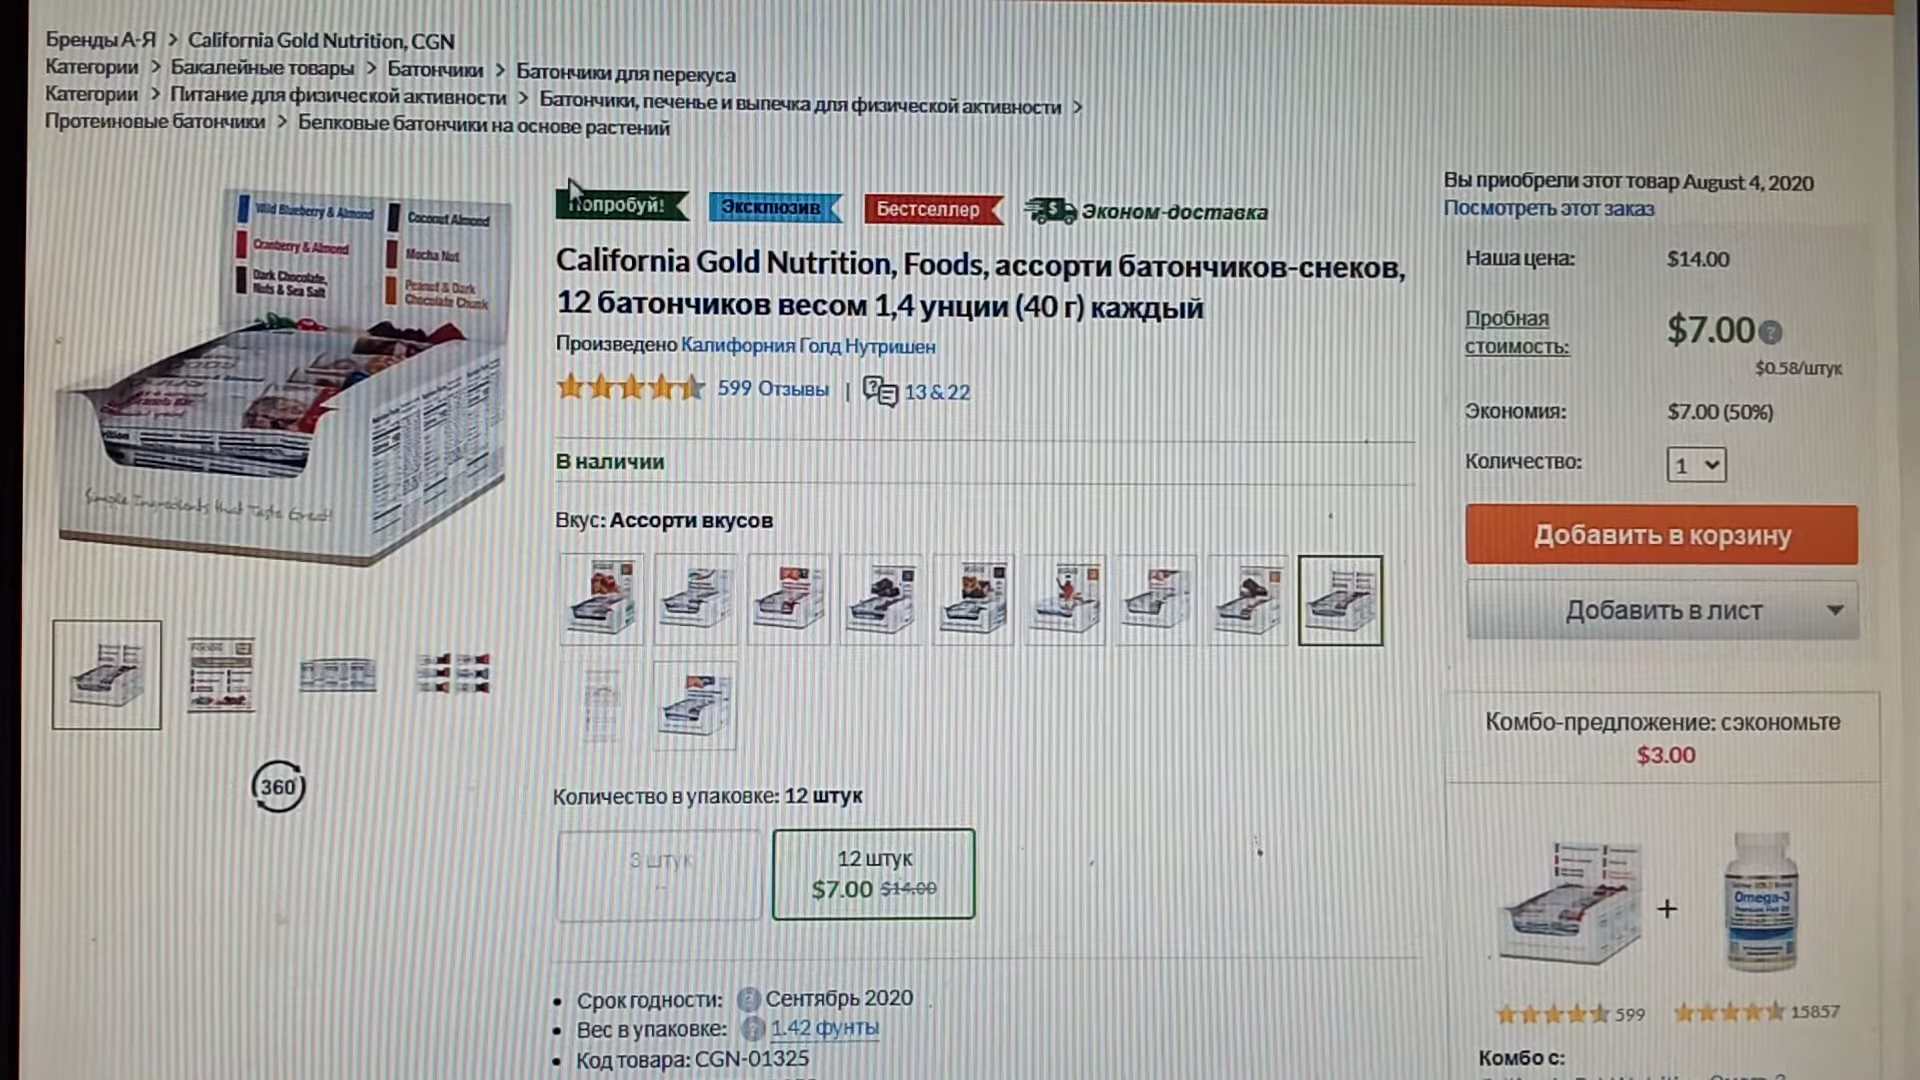 Бренды А-Я > California Gold Nutrition, CGN
Категории > Бакалейные товары > Батончики > Батончики для перекуса
Категории > Питание для физической активности > Батончики, печенье и выпечка для физической активности >
Протеиновые батончики > Белковые батончики на основе растений
Wild Blueberry & Almond
Coconut Almond
Cranberry & Almond
Mocha Nut
Dark Chocolate,
Nuts & Sea Salt
Peanut & Dark
Chocolate Chunk
Simple Ingredients that Taste Great!
360
Попробуй!
Эксклюзив
Бестселлер
Эконом-доставка
California Gold Nutrition, Foods, ассорти батончиков-снеков,
12 батончиков весом 1,4 унции (40 г) каждый
Произведено Калифорния Голд Нутришен
599 Отзывы | 13 & 22
В наличии
Вкус: Ассорти вкусов
Количество в упаковке: 12 штук
3 штук
--
12 штук
$7.00 $14.00
Срок годности: Сентябрь 2020
Вес в упаковке: 1.42 фунты
Код товара: CGN-01325
Вы приобрели этот товар August 4, 2020
Посмотреть этот заказ
Наша цена: $14.00
Пробная
стоимость: $7.00
$0.58/штук
Экономия: $7.00 (50%)
Количество: 1
Добавить в корзину
Добавить в лист
Комбо-предложение: сэкономьте
$3.00
+
Omega-3
599
15857
Комбо с: